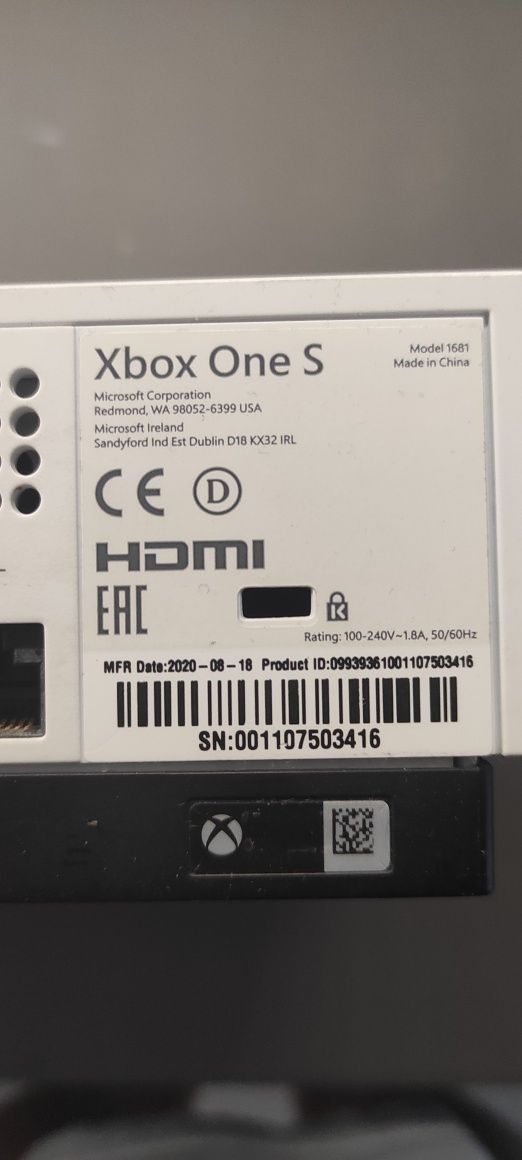 Xbox One S
Model 1681
Made in China
Microsoft Corporation
Redmond, WA 98052-6399 USA
Microsoft Ireland
Sandyford Ind Est Dublin D18 KX32 IRL
CE D
HDMI
EAC
K
Rating: 100-240V~1.8A, 50/60Hz
MFR Date:2020-08-18 Product ID:09939361001107503416
SN:001107503416